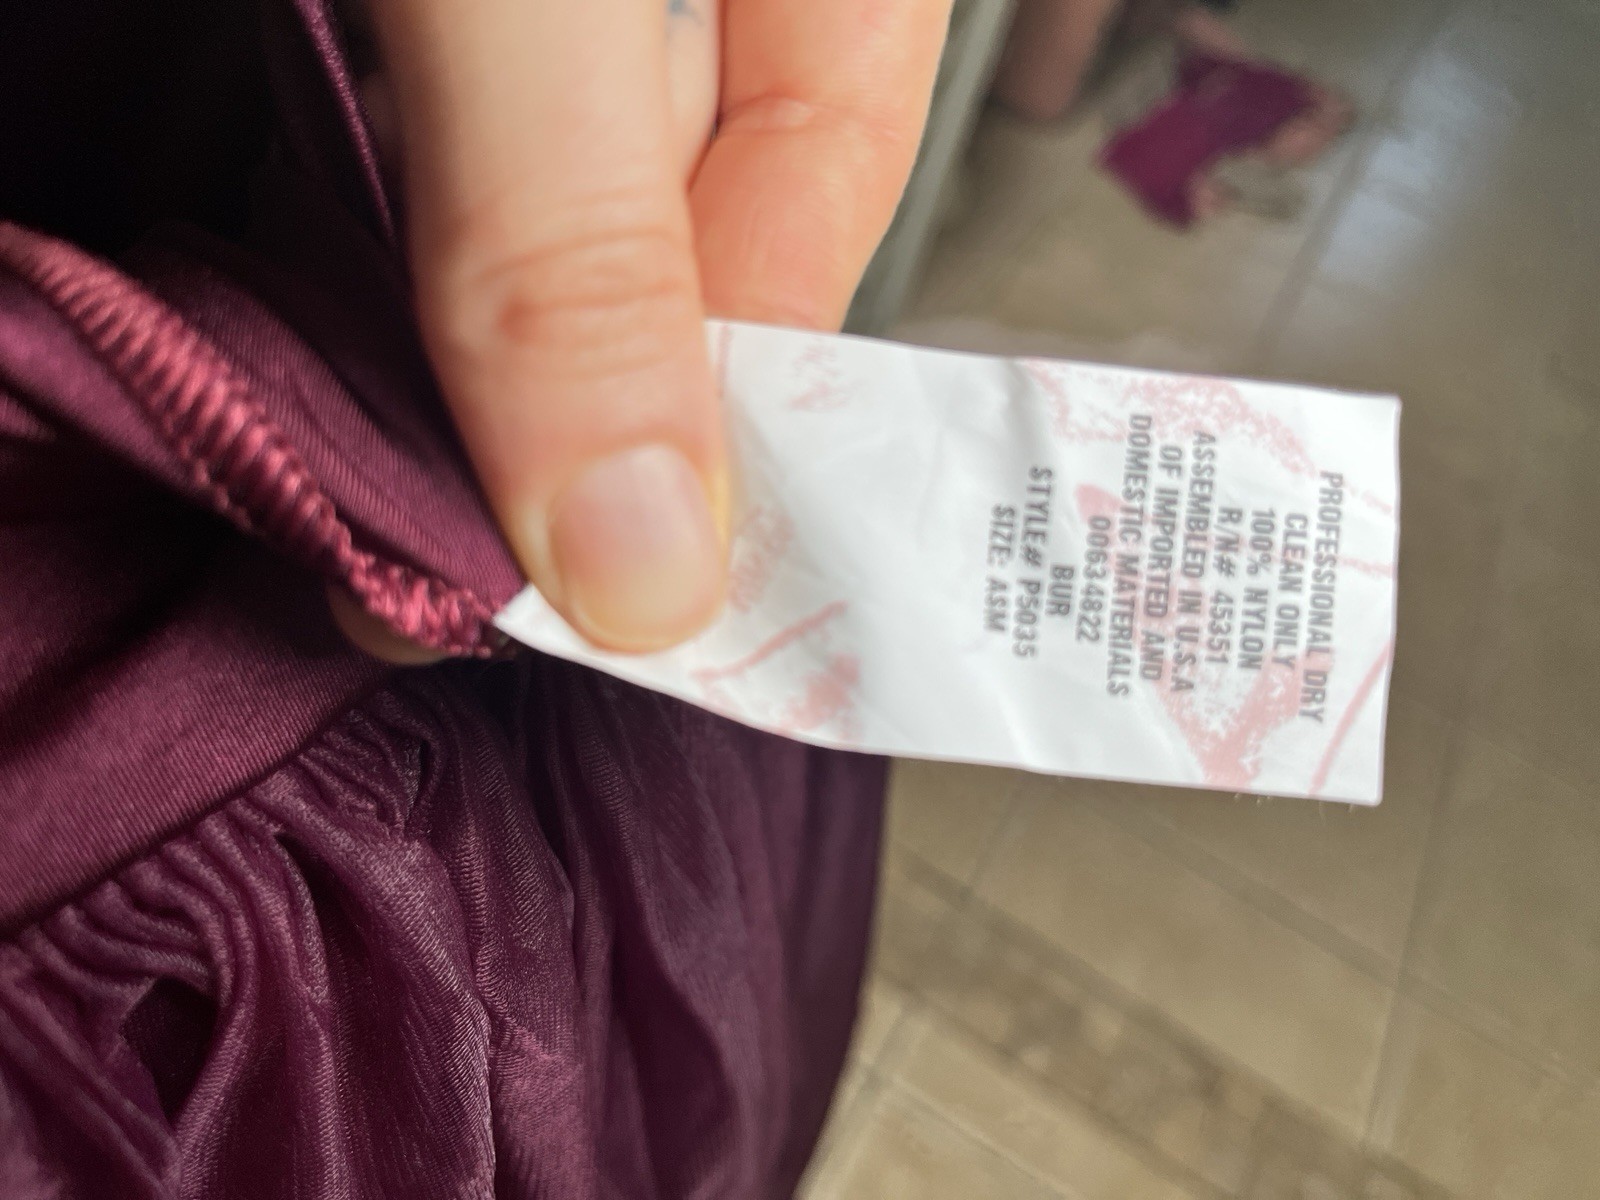 PROFESSIONAL DRY
CLEAN ONLY
100% NYLON
R/N# 45351
ASSEMBLED IN U.S.A
OF IMPORTED AND
DOMESTIC MATERIALS
00634822
BUR
STYLE# P5035
SIZE: ASM